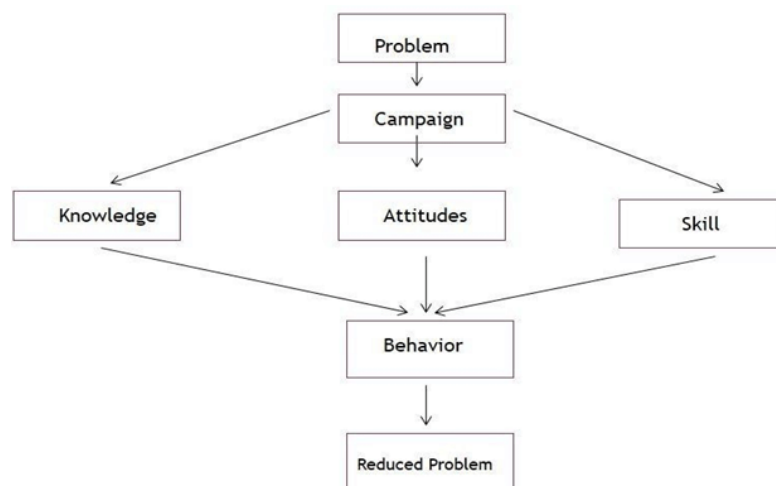 Problem
Campaign
Knowledge
Attitudes
Skill
Behavior
Reduced Problem